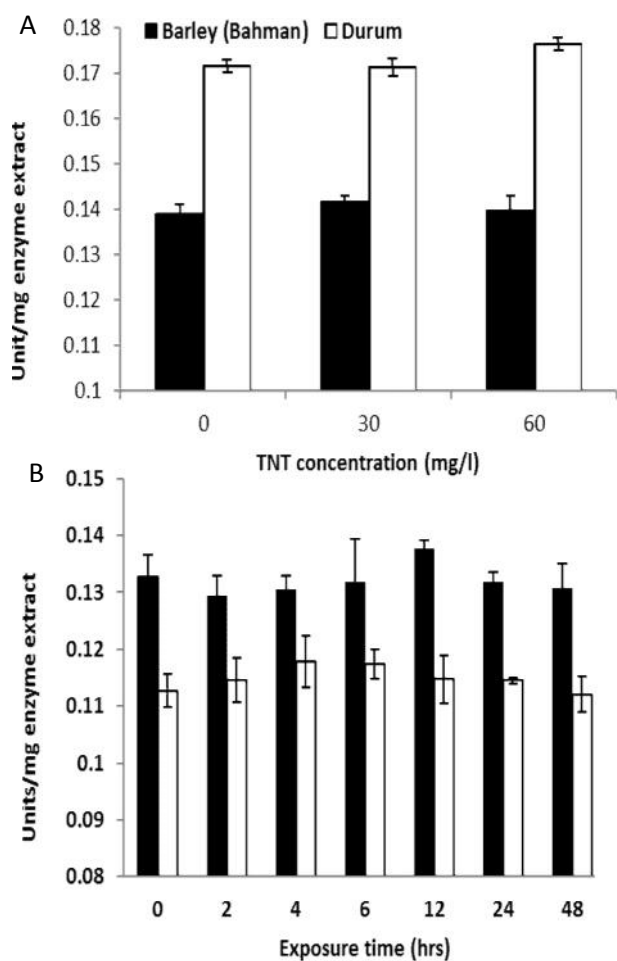 A
Barley (Bahman) Durum
0.18
0.17
0.16
0.15
0.14
0.13
0.12
0.11
0.1
Unit/mg enzyme extract
0 30 60
TNT concentration (mg/l)
B
0.15
0.14
0.13
0.12
0.11
0.1
0.09
0.08
Units/mg enzyme extract
0 2 4 6 12 24 48
Exposure time (hrs)